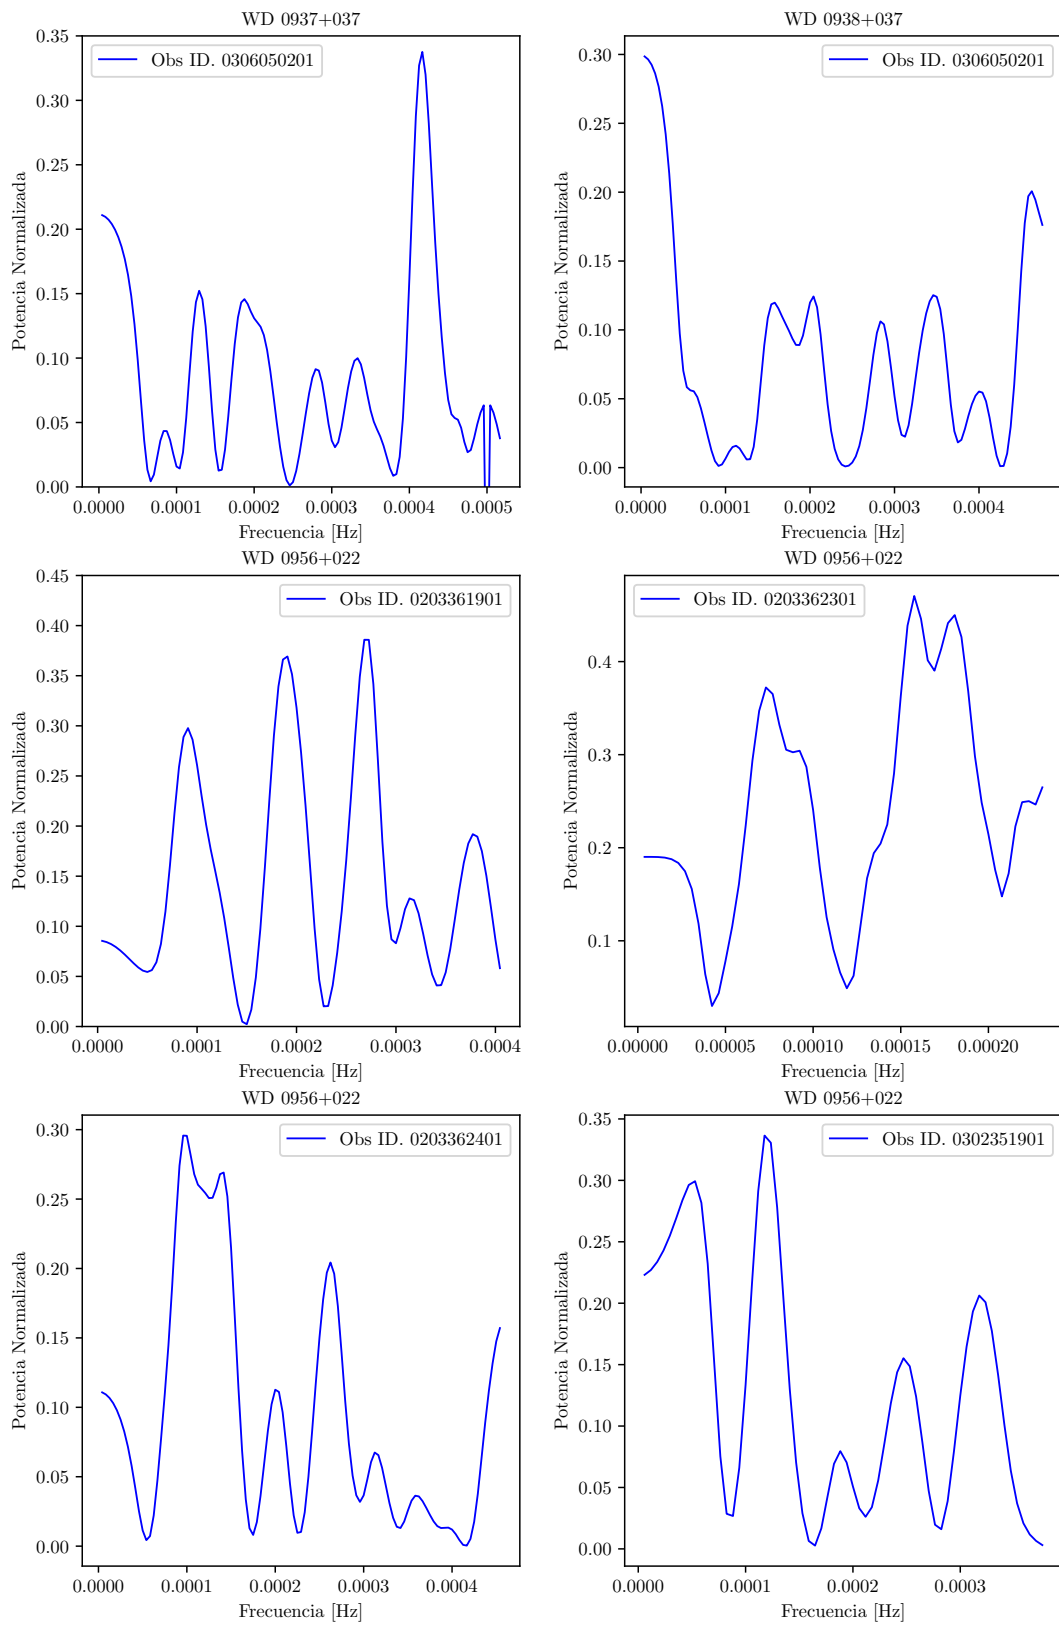 WD 0937+037
Obs ID. 0306050201
0.35
0.30
0.25
0.20
0.15
0.10
0.05
0.00
Potencia Normalizada
0.0000 0.0001 0.0002 0.0003 0.0004 0.0005
Frecuencia [Hz]
WD 0938+037
Obs ID. 0306050201
0.30
0.25
0.20
0.15
0.10
0.05
0.00
Potencia Normalizada
0.0000 0.0001 0.0002 0.0003 0.0004
Frecuencia [Hz]
WD 0956+022
Obs ID. 0203361901
0.45
0.40
0.35
0.30
0.25
0.20
0.15
0.10
0.05
0.00
Potencia Normalizada
0.0000 0.0001 0.0002 0.0003 0.0004
Frecuencia [Hz]
WD 0956+022
Obs ID. 0203362301
0.4
0.3
0.2
0.1
Potencia Normalizada
0.00000 0.00005 0.00010 0.00015 0.00020
Frecuencia [Hz]
WD 0956+022
Obs ID. 0203362401
0.30
0.25
0.20
0.15
0.10
0.05
0.00
Potencia Normalizada
0.0000 0.0001 0.0002 0.0003 0.0004
Frecuencia [Hz]
WD 0956+022
Obs ID. 0302351901
0.35
0.30
0.25
0.20
0.15
0.10
0.05
0.00
Potencia Normalizada
0.0000 0.0001 0.0002 0.0003
Frecuencia [Hz]